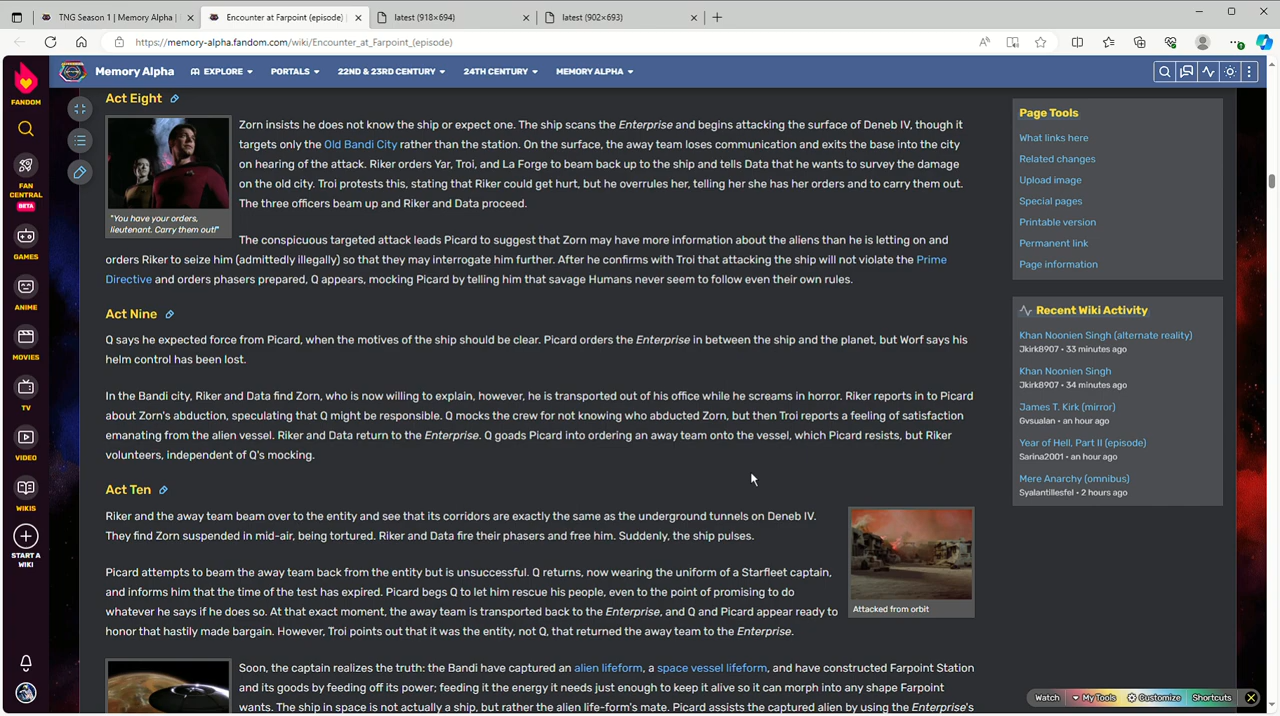 TNG Season 1 | Memory Alpha
Encounter at Farpoint (episode)
latest (918×694)
latest (902×693)
https://memory-alpha.fandom.com/wiki/Encounter_at_Farpoint_(episode)
FANDOM
Memory Alpha
EXPLORE
PORTALS
22ND & 23RD CENTURY
24TH CENTURY
MEMORY ALPHA
FAN CENTRAL
BETA
GAMES
ANIME
MOVIES
TV
VIDEO
WIKIS
START A WIKI
Act Eight
Zorn insists he does not know the ship or expect one. The ship scans the Enterprise and begins attacking the surface of Deneb IV, though it
targets only the Old Bandi City rather than the station. On the surface, the away team loses communication and exits the base into the city
on hearing of the attack. Riker orders Yar, Troi, and La Forge to beam back up to the ship and tells Data that he wants to survey the damage
on the old city. Troi protests this, stating that Riker could get hurt, but he overrules her, telling her she has her orders and to carry them out.
The three officers beam up and Riker and Data proceed.
"You have your orders,
lieutenant. Carry them out!"
The conspicuous targeted attack leads Picard to suggest that Zorn may have more information about the aliens than he is letting on and
orders Riker to seize him (admittedly illegally) so that they may interrogate him further. After he confirms with Troi that attacking the ship will not violate the Prime
Directive and orders phasers prepared, Q appears, mocking Picard by telling him that savage Humans never seem to follow even their own rules.
Act Nine
Q says he expected force from Picard, when the motives of the ship should be clear. Picard orders the Enterprise in between the ship and the planet, but Worf says his
helm control has been lost.
In the Bandi city, Riker and Data find Zorn, who is now willing to explain, however, he is transported out of his office while he screams in horror. Riker reports in to Picard
about Zorn's abduction, speculating that Q might be responsible. Q mocks the crew for not knowing who abducted Zorn, but then Troi reports a feeling of satisfaction
emanating from the alien vessel. Riker and Data return to the Enterprise. Q goads Picard into ordering an away team onto the vessel, which Picard resists, but Riker
volunteers, independent of Q's mocking.
Act Ten
Riker and the away team beam over to the entity and see that its corridors are exactly the same as the underground tunnels on Deneb IV.
They find Zorn suspended in mid-air, being tortured. Riker and Data fire their phasers and free him. Suddenly, the ship pulses.
Picard attempts to beam the away team back from the entity but is unsuccessful. Q returns, now wearing the uniform of a Starfleet captain,
and informs him that the time of the test has expired. Picard begs Q to let him rescue his people, even to the point of promising to do
whatever he says if he does so. At that exact moment, the away team is transported back to the Enterprise, and Q and Picard appear ready to
honor that hastily made bargain. However, Troi points out that it was the entity, not Q, that returned the away team to the Enterprise.
Attacked from orbit
Soon, the captain realizes the truth: the Bandi have captured an alien lifeform, a space vessel lifeform, and have constructed Farpoint Station
and its goods by feeding off its power; feeding it the energy it needs just enough to keep it alive so it can morph into any shape Farpoint
wants. The ship in space is not actually a ship, but rather the alien life-form's mate. Picard assists the captured alien by using the Enterprise's
Page Tools
What links here
Related changes
Upload image
Special pages
Printable version
Permanent link
Page information
Recent Wiki Activity
Khan Noonien Singh (alternate reality)
Jkirk8907 • 33 minutes ago
Khan Noonien Singh
Jkirk8907 • 34 minutes ago
James T. Kirk (mirror)
Gvsualan • an hour ago
Year of Hell, Part II (episode)
Sarina2001 • an hour ago
Mere Anarchy (omnibus)
Syalantillesfel • 2 hours ago
Watch
My Tools
Customize
Shortcuts